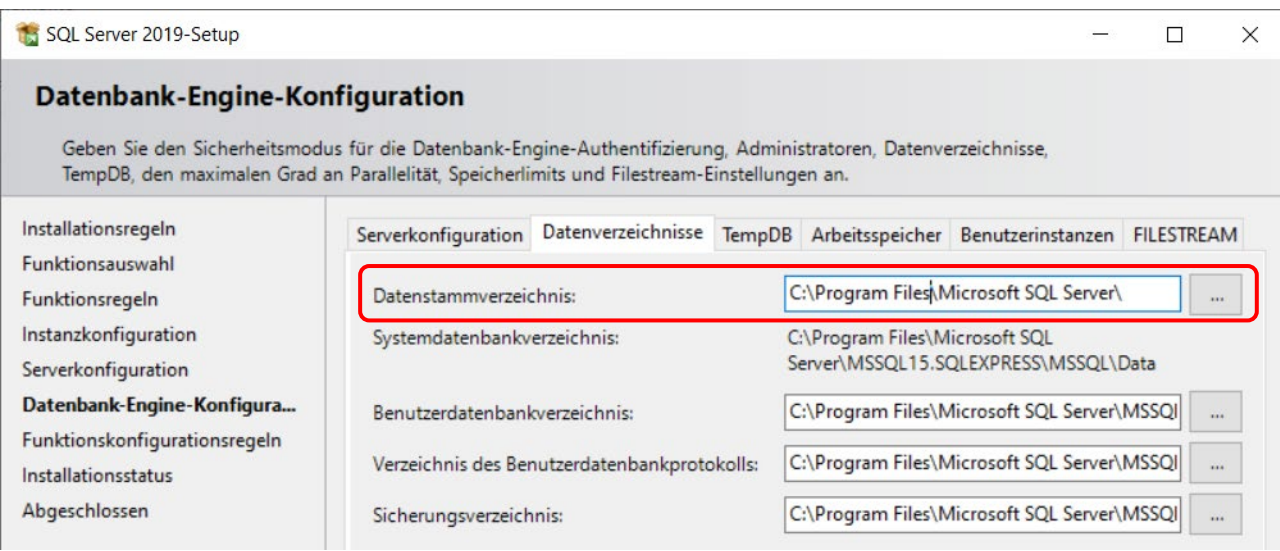 SQL Server 2019-Setup
Datenbank-Engine-Konfiguration
Geben Sie den Sicherheitsmodus für die Datenbank-Engine-Authentifizierung, Administratoren, Datenverzeichnisse,
TempDB, den maximalen Grad an Parallelität, Speicherlimits und Filestream-Einstellungen an.
Installationsregeln
Funktionsauswahl
Funktionsregeln
Instanzkonfiguration
Serverkonfiguration
Datenbank-Engine-Konfigura...
Funktionskonfigurationsregeln
Installationsstatus
Abgeschlossen
Serverkonfiguration Datenverzeichnisse TempDB Arbeitsspeicher Benutzerinstanzen FILESTREAM
Datenstammverzeichnis: C:\Program Files\Microsoft SQL Server\ ...
Systemdatenbankverzeichnis: C:\Program Files\Microsoft SQL
Server\MSSQL15.SQLEXPRESS\MSSQL\Data
Benutzerdatenbankverzeichnis: C:\Program Files\Microsoft SQL Server\MSSQl ...
Verzeichnis des Benutzerdatenbankprotokolls: C:\Program Files\Microsoft SQL Server\MSSQl ...
Sicherungsverzeichnis: C:\Program Files\Microsoft SQL Server\MSSQl ...